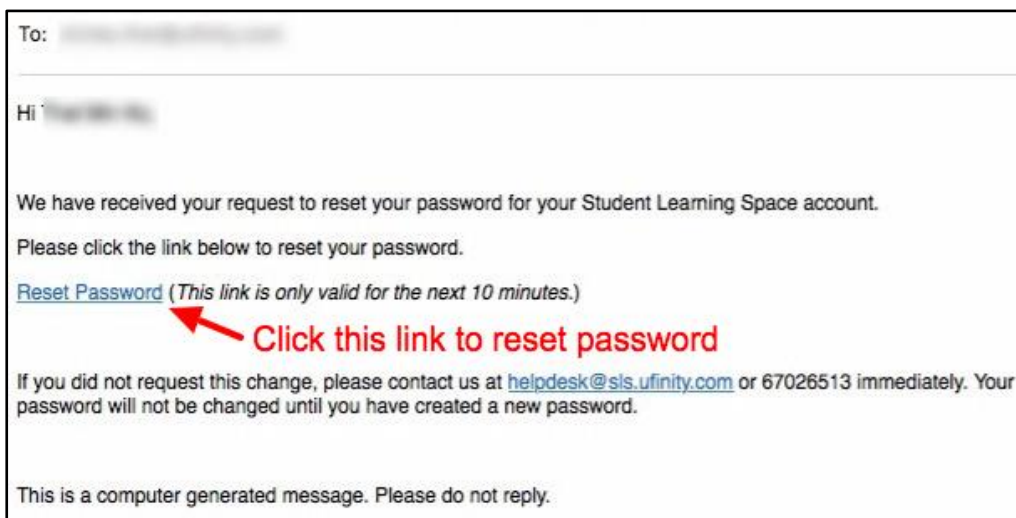 To:
Hi
We have received your request to reset your password for your Student Learning Space account.
Please click the link below to reset your password.
Reset Password (This link is only valid for the next 10 minutes.)
Click this link to reset password
If you did not request this change, please contact us at helpdesk@sls.ufinity.com or 67026513 immediately. Your
password will not be changed until you have created a new password.
This is a computer generated message. Please do not reply.